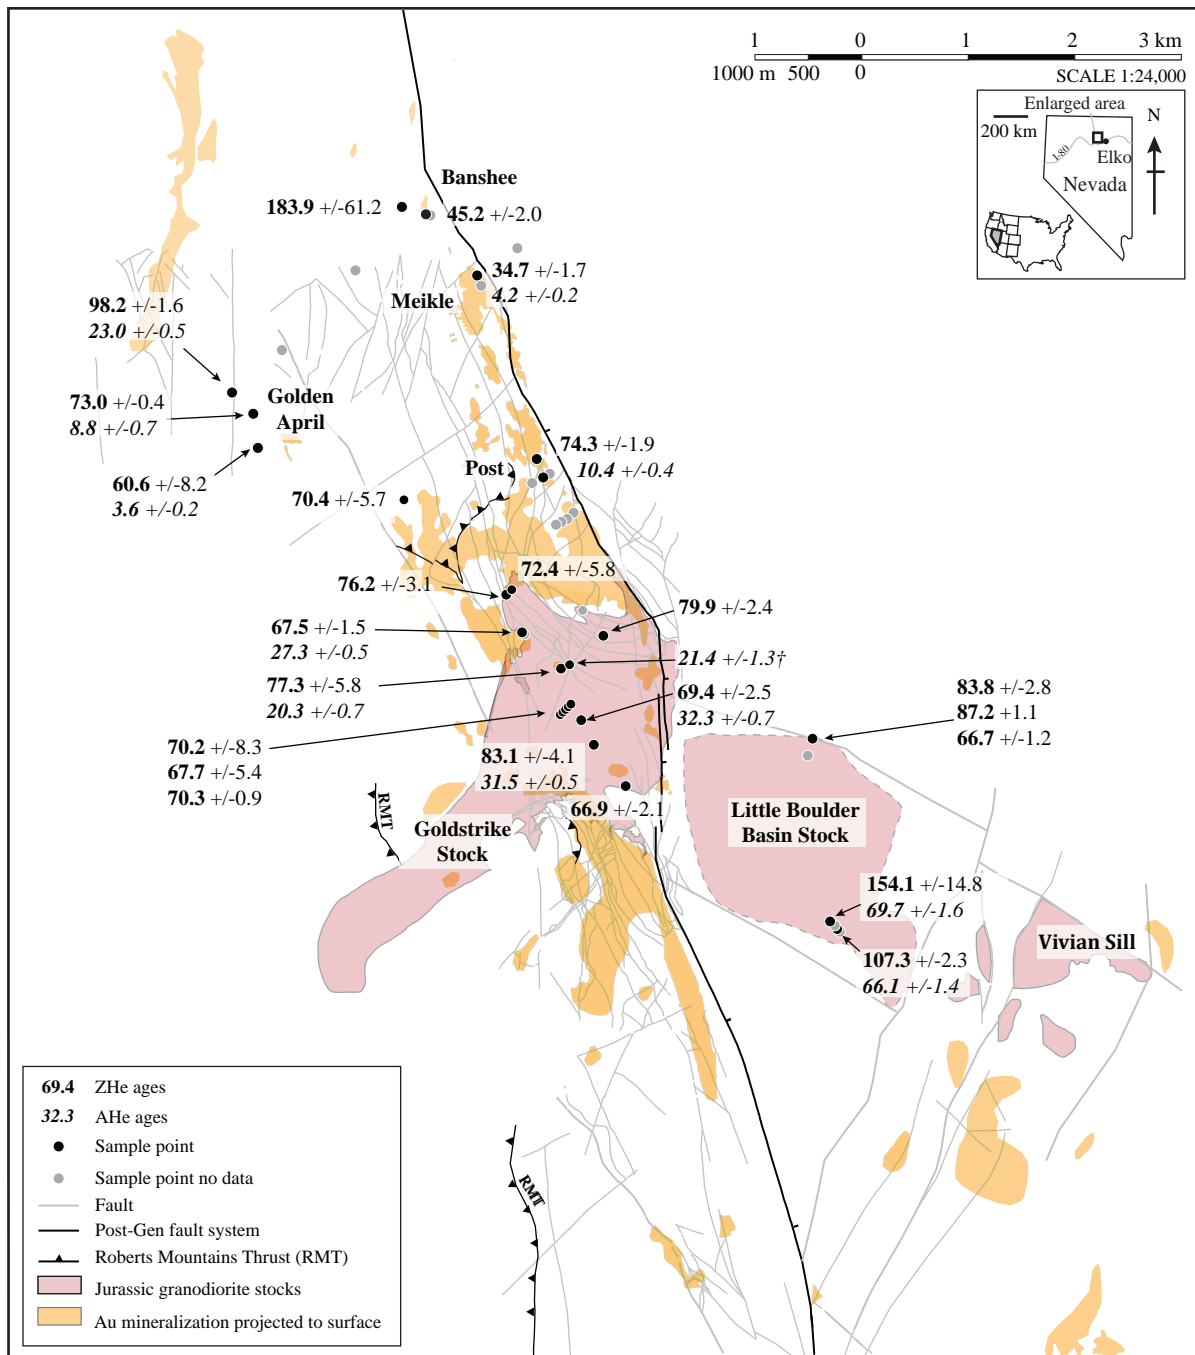 1 0 1 2 3 km
1000 m 500 0
SCALE 1:24,000
Enlarged area
200 km
N
I-80
Elko
Nevada
Banshee
183.9 +/-61.2
45.2 +/-2.0
34.7 +/-1.7
4.2 +/-0.2
Meikle
98.2 +/-1.6
23.0 +/-0.5
Golden
April
73.0 +/-0.4
8.8 +/-0.7
60.6 +/-8.2
3.6 +/-0.2
74.3 +/-1.9
10.4 +/-0.4
Post
70.4 +/-5.7
72.4 +/-5.8
76.2 +/-3.1
79.9 +/-2.4
67.5 +/-1.5
27.3 +/-0.5
21.4 +/-1.3†
77.3 +/-5.8
20.3 +/-0.7
69.4 +/-2.5
32.3 +/-0.7
83.8 +/-2.8
87.2 +1.1
66.7 +/-1.2
70.2 +/-8.3
67.7 +/-5.4
70.3 +/-0.9
83.1 +/-4.1
31.5 +/-0.5
66.9 +/-2.1
RMT
Goldstrike
Stock
Little Boulder
Basin Stock
154.1 +/-14.8
69.7 +/-1.6
107.3 +/-2.3
66.1 +/-1.4
Vivian Sill
RMT
69.4 ZHe ages
32.3 AHe ages
Sample point
Sample point no data
Fault
Post-Gen fault system
Roberts Mountains Thrust (RMT)
Jurassic granodiorite stocks
Au mineralization projected to surface